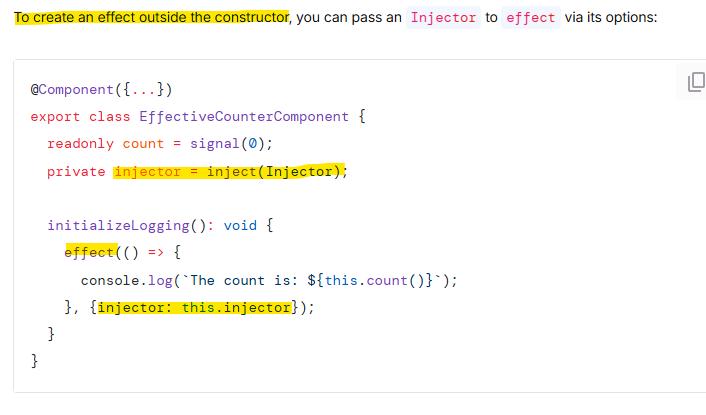 To create an effect outside the constructor, you can pass an Injector to effect via its options:
@Component({...})
export class EffectiveCounterComponent {
readonly count = signal(0);
private injector = inject(Injector);
initializeLogging(): void {
effect(() => {
console.log(`The count is: ${this.count()}`);
}, {injector: this.injector});
}
}